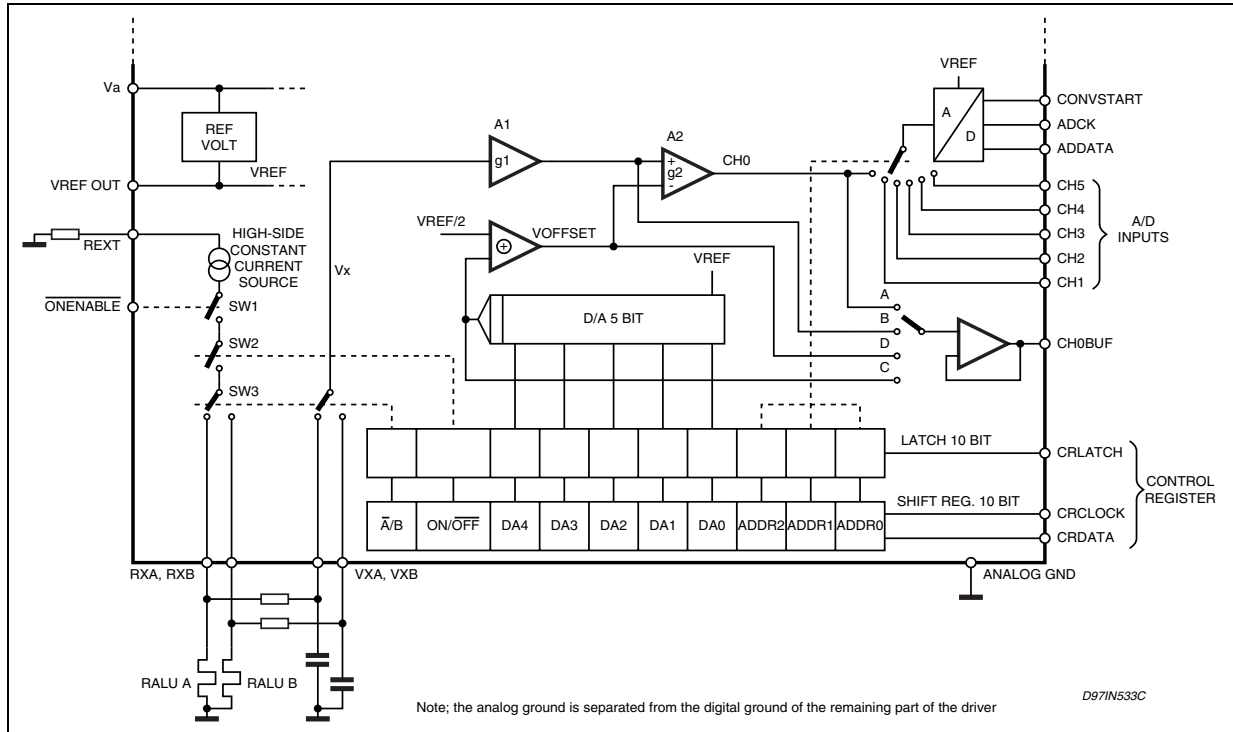 Va
REF
VOLT
VREF
VREF OUT
REXT
HIGH-SIDE
CONSTANT
CURRENT
SOURCE
ONENABLE
SW1
SW2
SW3
Vx
A1
g1
A2
+
g2
-
CH0
VREF/2
VOFFSET
VREF
D/A 5 BIT
VREF
A
D
CONVSTART
ADCK
ADDATA
CH5
CH4
CH3
CH2
CH1
A/D
INPUTS
A
B
D
C
CH0BUF
LATCH 10 BIT
CRLATCH
SHIFT REG. 10 BIT
CRCLOCK
CRDATA
CONTROL
REGISTER
A/B ON/OFF DA4 DA3 DA2 DA1 DA0 ADDR2 ADDR1 ADDR0
RXA, RXB
VXA, VXB
ANALOG GND
RALU A
RALU B
Note; the analog ground is separated from the digital ground of the remaining part of the driver
D97IN533C